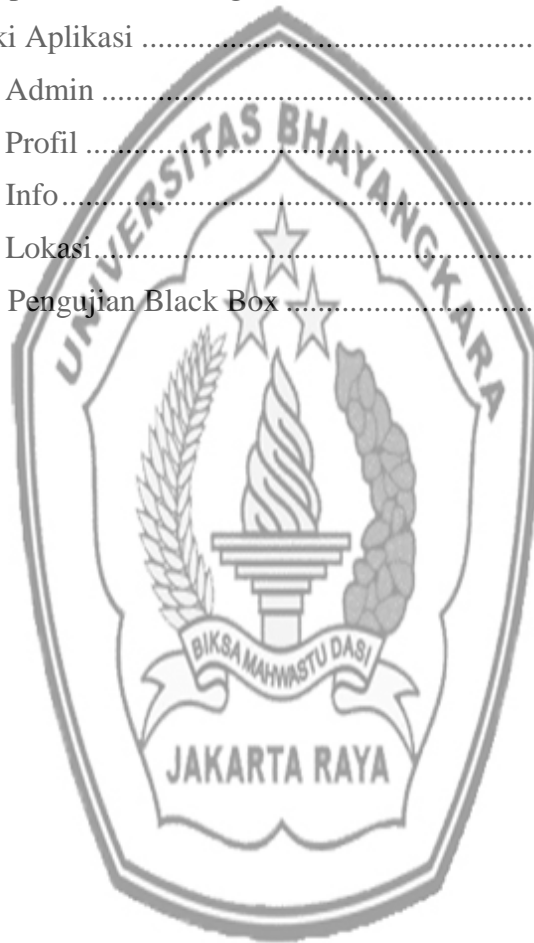 ki Aplikasi ....................................................
Admin ..........................................................
Profil ............................................................
Info ...............................................................
Lokasi ...........................................................
Pengujian Black Box ................................
UNIVERSITAS BHAYANGKARA
BIKSA MAHWASTU DASI
JAKARTA RAYA